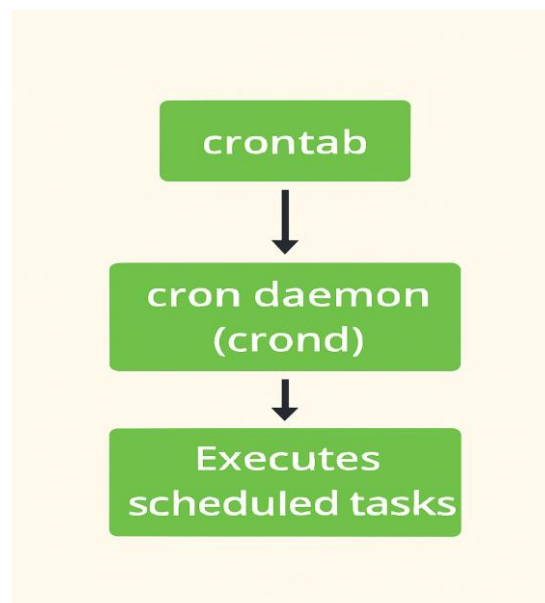 crontab
cron daemon
(crond)
Executes
scheduled tasks